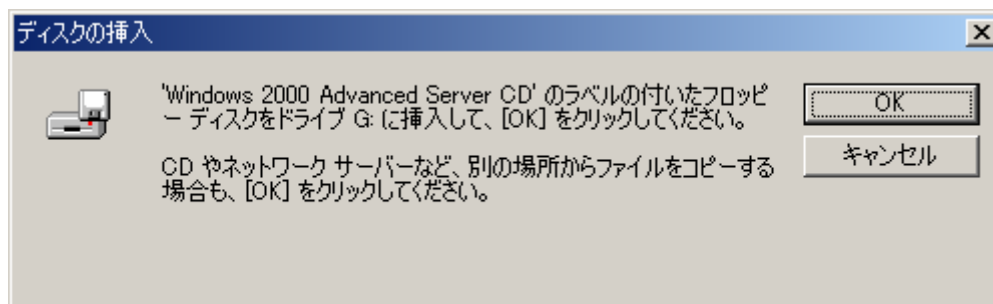 ディスクの挿入
'Windows 2000 Advanced Server CD' のラベルの付いたフロッピ
ー ディスクをドライブ G: に挿入して、[OK] をクリックしてください。
CD やネットワーク サーバーなど、別の場所からファイルをコピーする
場合も、[OK] をクリックしてください。
OK
キャンセル